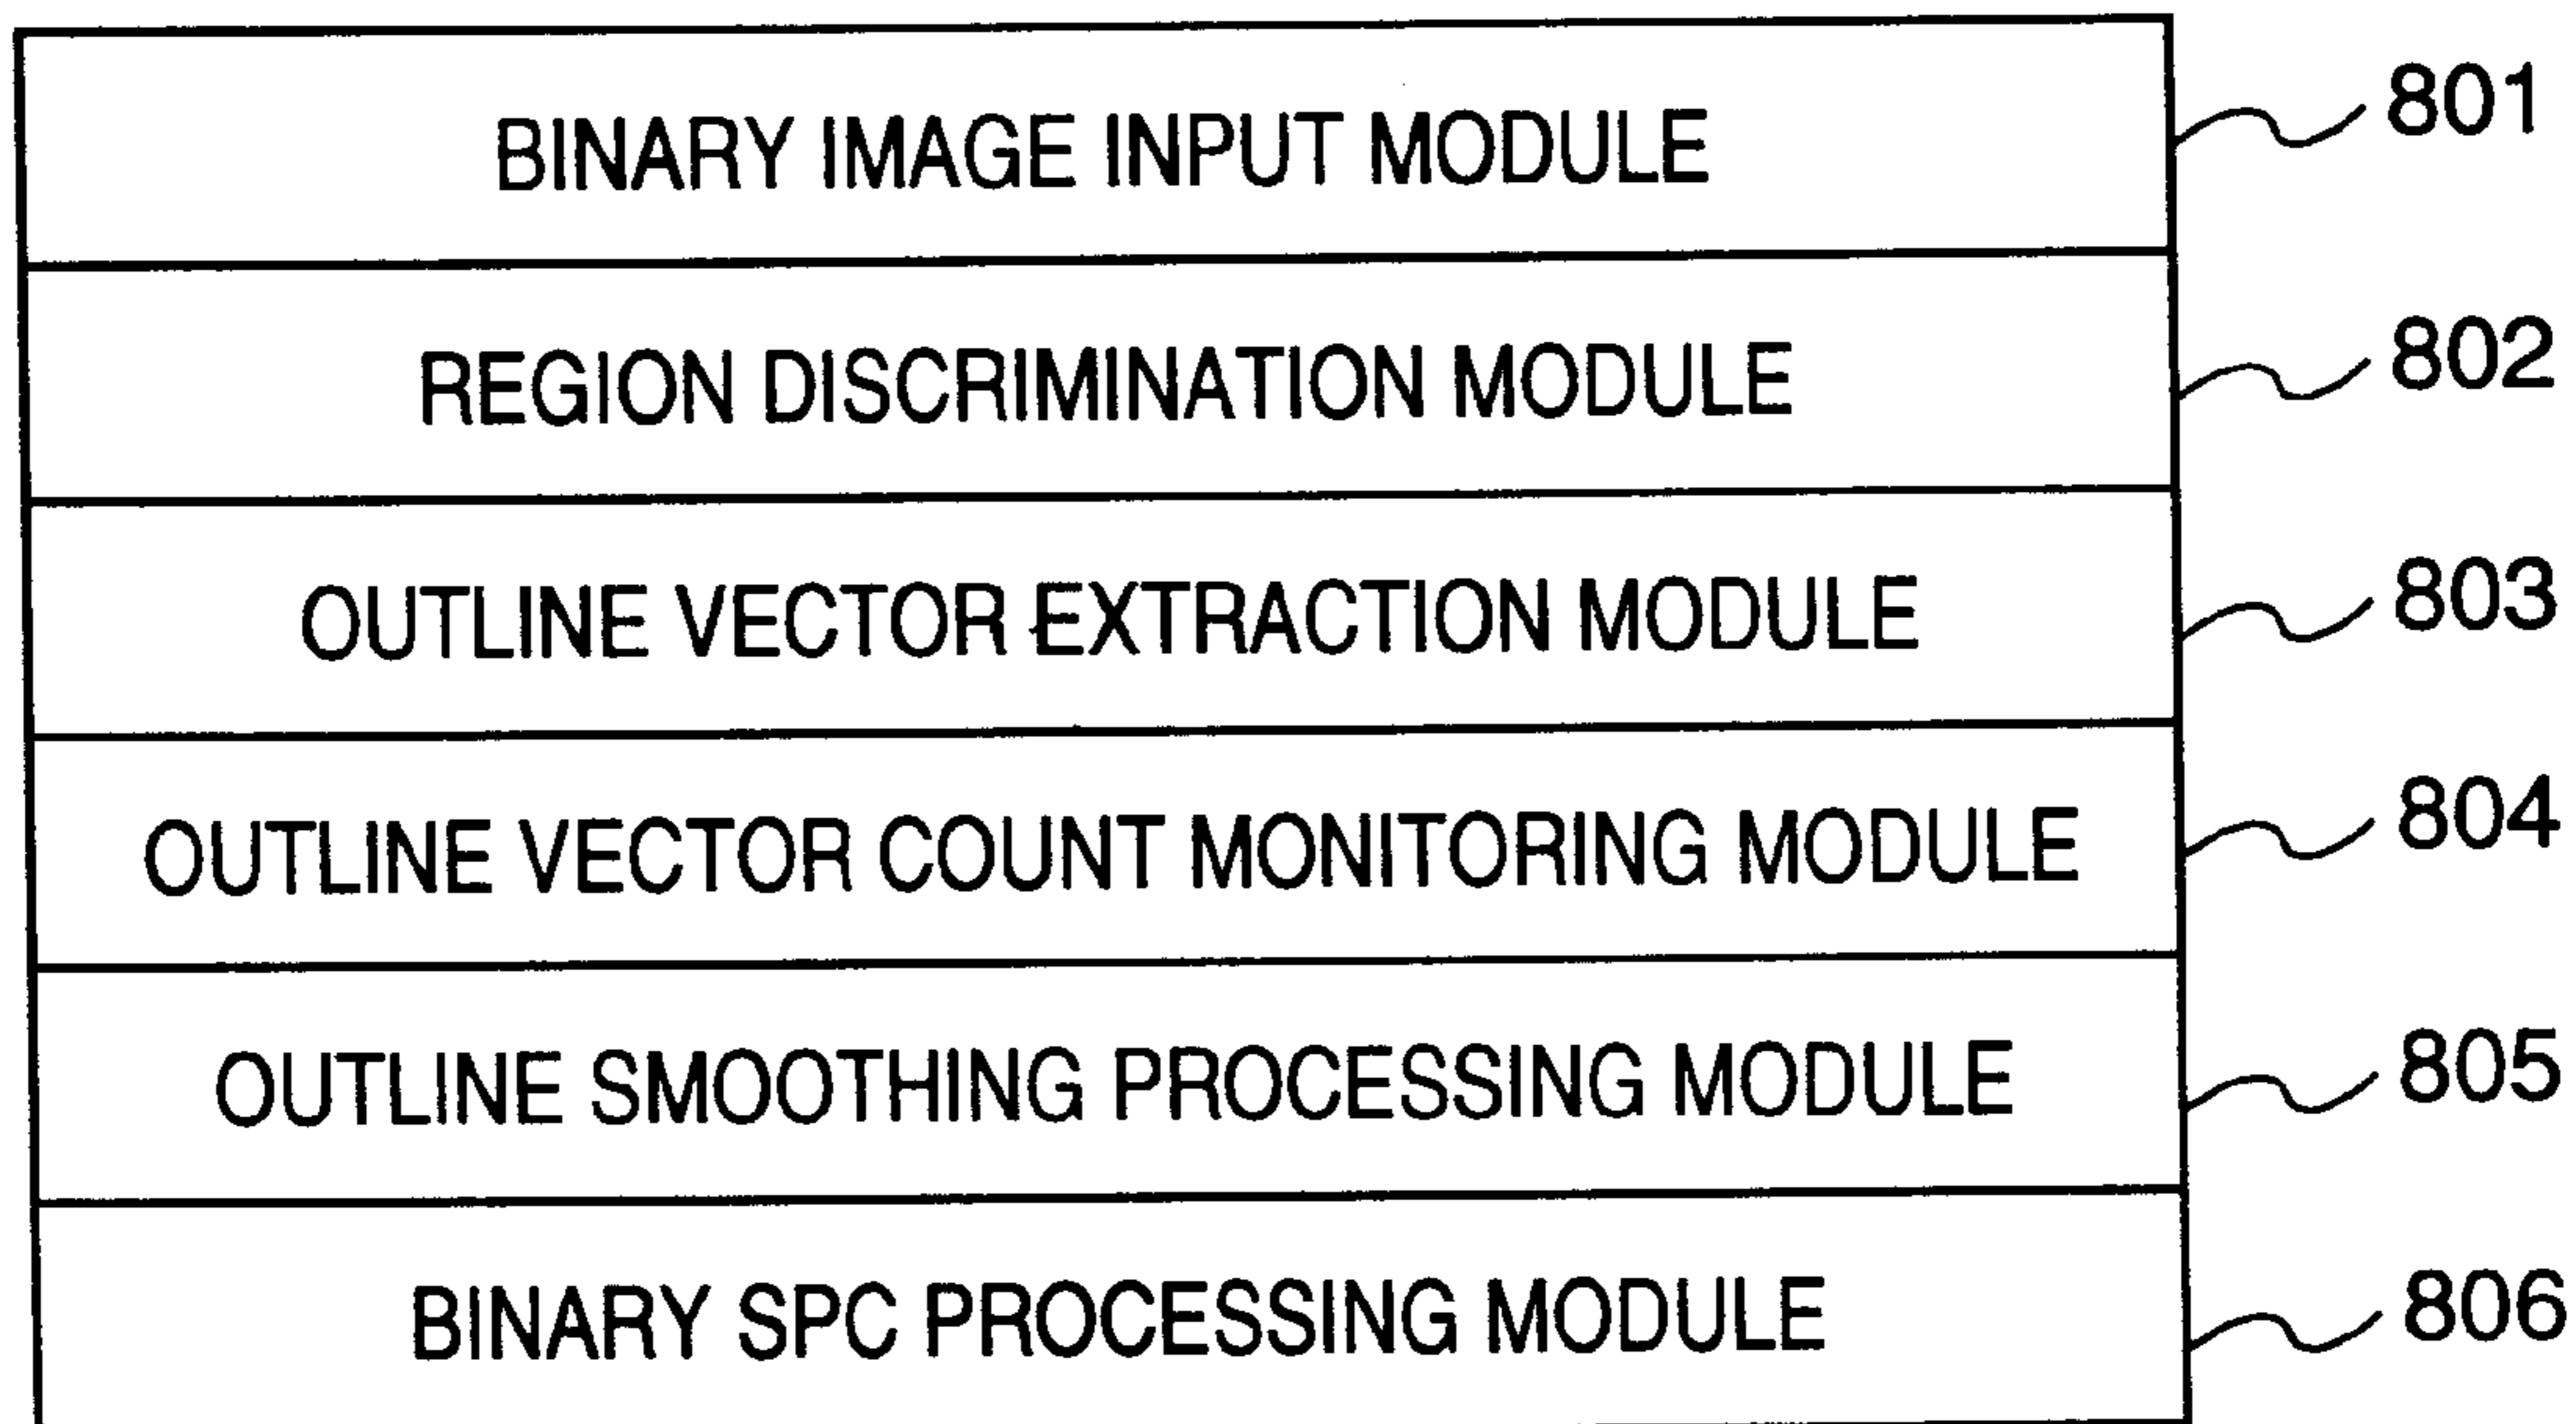 BINARY IMAGE INPUT MODULE 801
REGION DISCRIMINATION MODULE 802
OUTLINE VECTOR EXTRACTION MODULE 803
OUTLINE VECTOR COUNT MONITORING MODULE 804
OUTLINE SMOOTHING PROCESSING MODULE 805
BINARY SPC PROCESSING MODULE 806